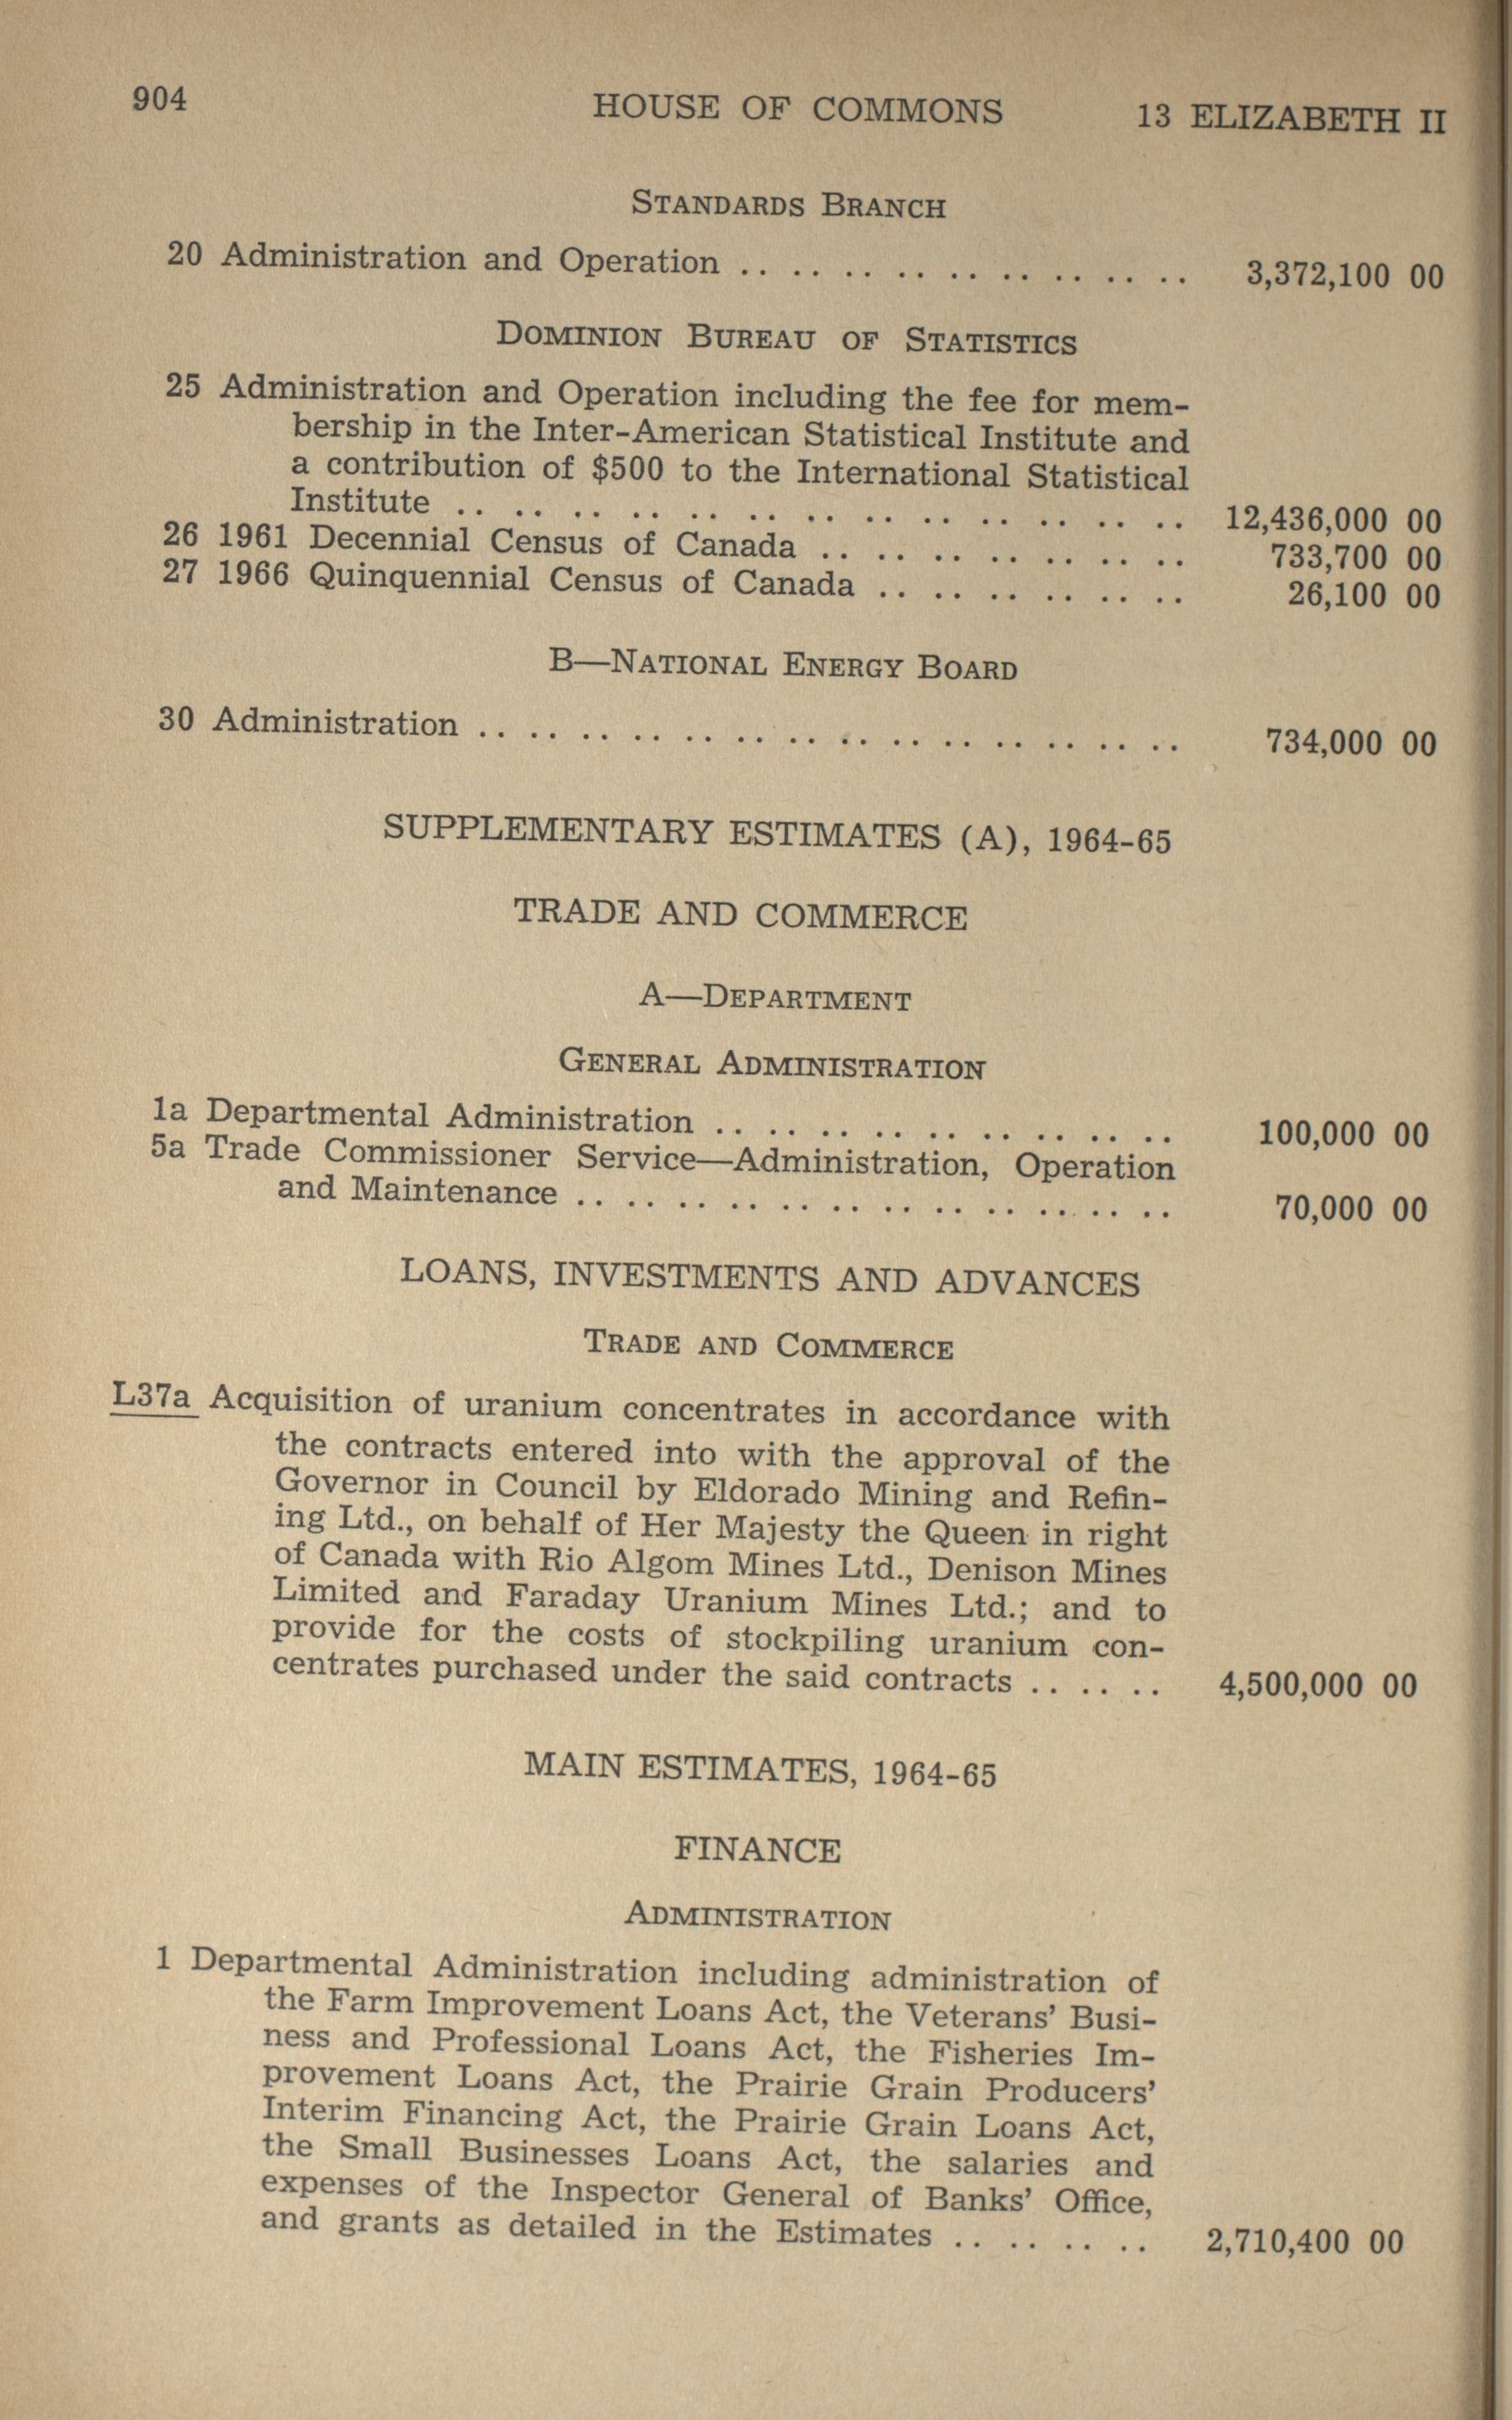 904 HOUSE OF COMMONS 13 ELIZABETH II
STANDARDS BRANCH
20 Administration and Operation .. .. .. .. .. .. .. .. .. 3,372,100 00
DOMINION BUREAU OF STATISTICS
25 Administration and Operation including the fee for mem-
bership in the Inter-American Statistical Institute and
a contribution of $500 to the International Statistical
Institute .. .. .. .. .. .. .. .. .. .. .. .. .. 12,436,000 00
26 1961 Decennial Census of Canada .. .. .. .. .. .. .. 733,700 00
27 1966 Quinquennial Census of Canada .. .. .. .. .. .. 26,100 00
B—NATIONAL ENERGY BOARD
30 Administration .. .. .. .. .. .. .. .. .. .. .. .. .. .. 734,000 00
SUPPLEMENTARY ESTIMATES (A), 1964-65
TRADE AND COMMERCE
A—DEPARTMENT
GENERAL ADMINISTRATION
1a Departmental Administration .. .. .. .. .. .. .. .. .. 100,000 00
5a Trade Commissioner Service—Administration, Operation
and Maintenance .. .. .. .. .. .. .. .. .. .. .. .. 70,000 00
LOANS, INVESTMENTS AND ADVANCES
TRADE AND COMMERCE
L37a Acquisition of uranium concentrates in accordance with
the contracts entered into with the approval of the
Governor in Council by Eldorado Mining and Refin-
ing Ltd., on behalf of Her Majesty the Queen in right
of Canada with Rio Algom Mines Ltd., Denison Mines
Limited and Faraday Uranium Mines Ltd.; and to
provide for the costs of stockpiling uranium con-
centrates purchased under the said contracts .. .. .. 4,500,000 00
MAIN ESTIMATES, 1964-65
FINANCE
ADMINISTRATION
1 Departmental Administration including administration of
the Farm Improvement Loans Act, the Veterans' Busi-
ness and Professional Loans Act, the Fisheries Im-
provement Loans Act, the Prairie Grain Producers'
Interim Financing Act, the Prairie Grain Loans Act,
the Small Businesses Loans Act, the salaries and
expenses of the Inspector General of Banks' Office,
and grants as detailed in the Estimates .. .. .. .. 2,710,400 00